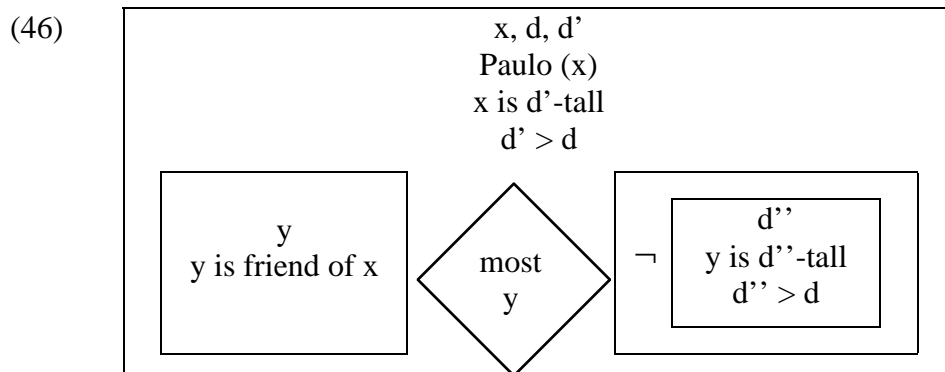 (46)
x, d, d’
Paulo (x)
x is d’-tall
d’ > d
y
y is friend of x
most
y
¬
d’’
y is d’’-tall
d’’ > d